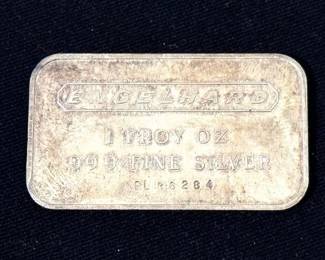 ENGELHARD
1 TROY OZ
999+ FINE SILVER